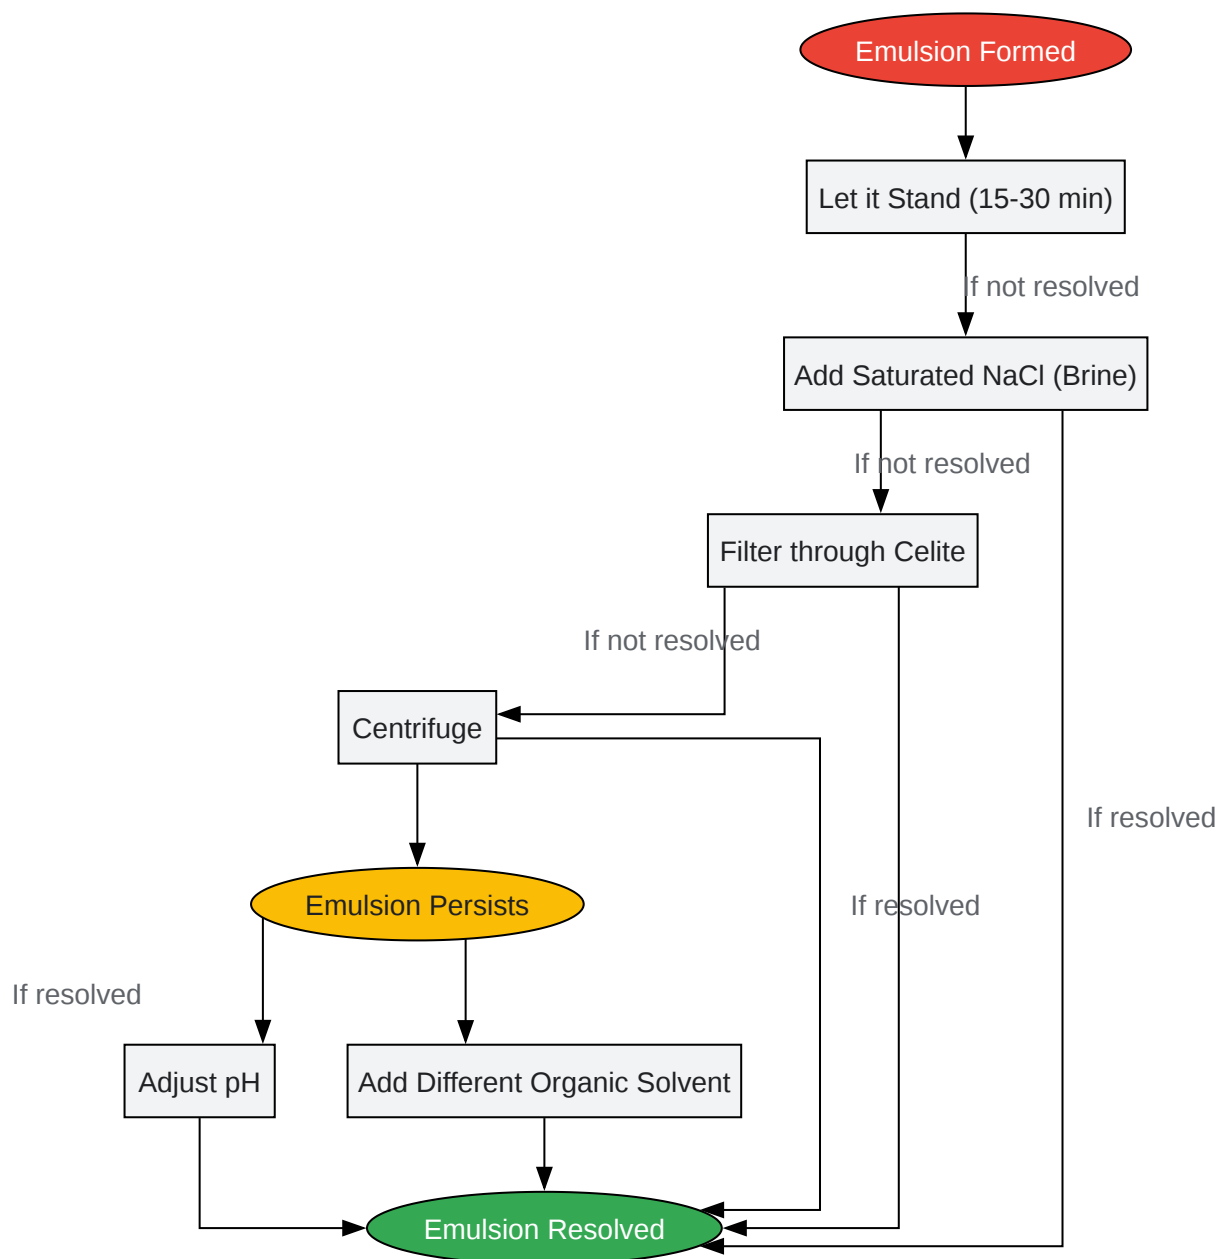 Emulsion Formed
Let it Stand (15-30 min)
If not resolved
Add Saturated NaCl (Brine)
If not resolved
Filter through Celite
If not resolved
Centrifuge
If resolved
Emulsion Persists
If resolved
If resolved
Adjust pH
Add Different Organic Solvent
Emulsion Resolved